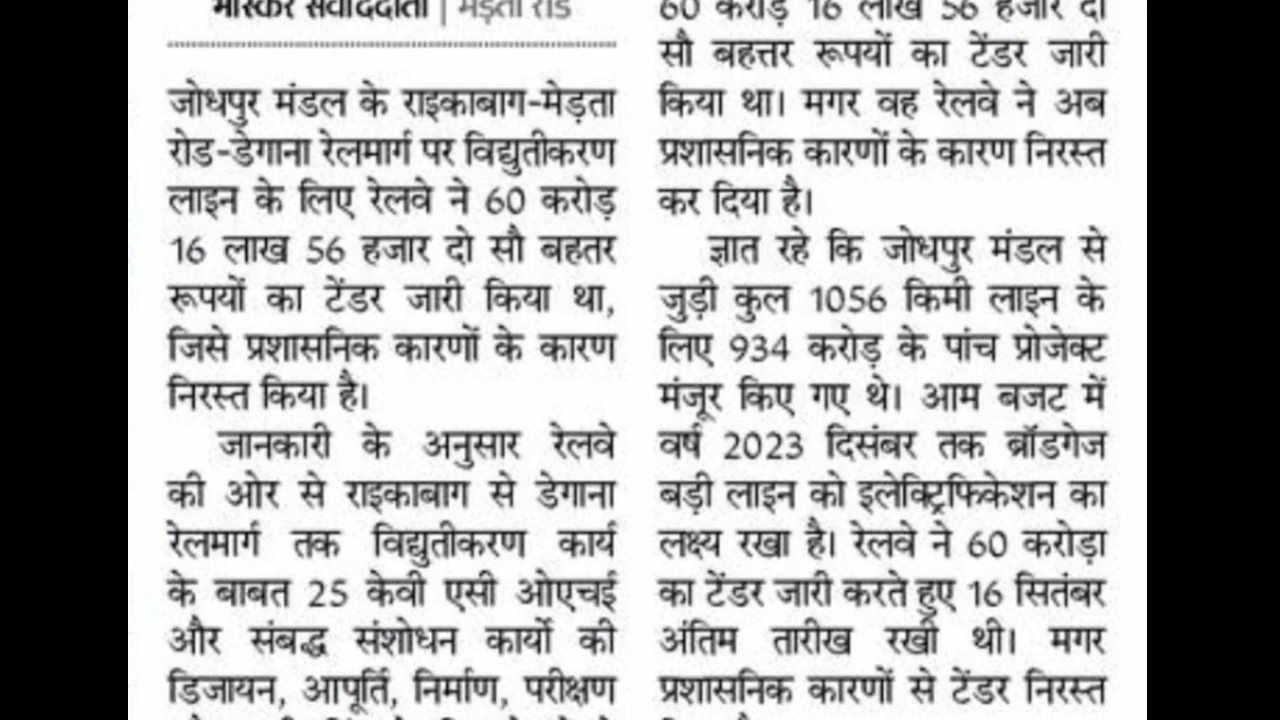 भास्कर संवाददाता | मेड़ता रोड
जोधपुर मंडल के राइकाबाग-मेड़ता
रोड-डेगाना रेलमार्ग पर विद्युतीकरण
लाइन के लिए रेलवे ने 60 करोड़
16 लाख 56 हजार दो सौ बहतर
रूपयों का टेंडर जारी किया था,
जिसे प्रशासनिक कारणों के कारण
निरस्त किया है।
जानकारी के अनुसार रेलवे
की ओर से राइकाबाग से डेगाना
रेलमार्ग तक विद्युतीकरण कार्य
के बाबत 25 केवी एसी ओएचई
और संबद्ध संशोधन कार्यो की
डिजायन, आपूर्ति, निर्माण, परीक्षण
60 करोड़ 16 लाख 56 हजार दो
सौ बहत्तर रूपयों का टेंडर जारी
किया था। मगर वह रेलवे ने अब
प्रशासनिक कारणों के कारण निरस्त
कर दिया है।
ज्ञात रहे कि जोधपुर मंडल से
जुड़ी कुल 1056 किमी लाइन के
लिए 934 करोड़ के पांच प्रोजेक्ट
मंजूर किए गए थे। आम बजट में
वर्ष 2023 दिसंबर तक ब्रॉडगेज
बड़ी लाइन को इलेक्ट्रिफिकेशन का
लक्ष्य रखा है। रेलवे ने 60 करोड़ा
का टेंडर जारी करते हुए 16 सितंबर
अंतिम तारीख रखी थी। मगर
प्रशासनिक कारणों से टेंडर निरस्त